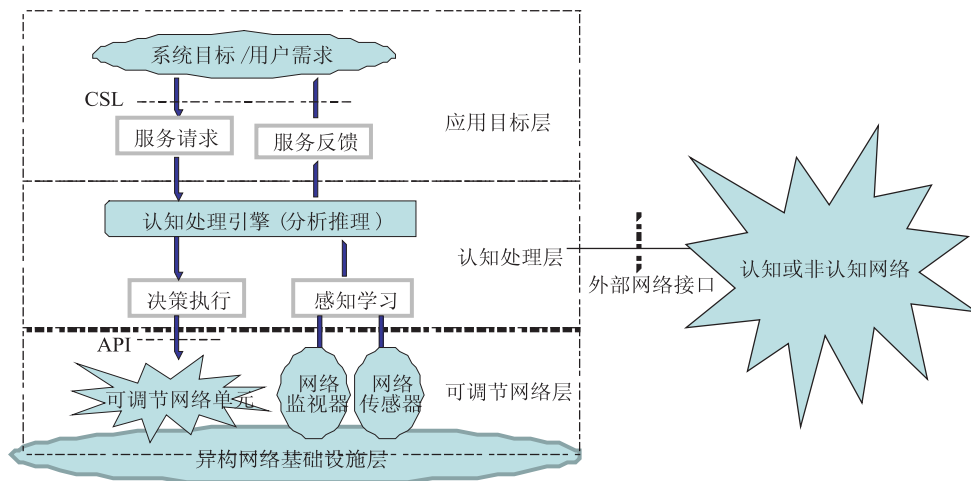 系统目标 /用户需求
CSL
服务请求
服务反馈
应用目标层
认知处理引擎 (分析推理 )
认知处理层
外部网络接口
认知或非认知网络
决策执行
感知学习
API
可调节网络单元
网络
监视器
网络
传感器
可调节网络层
异构网络基础设施层